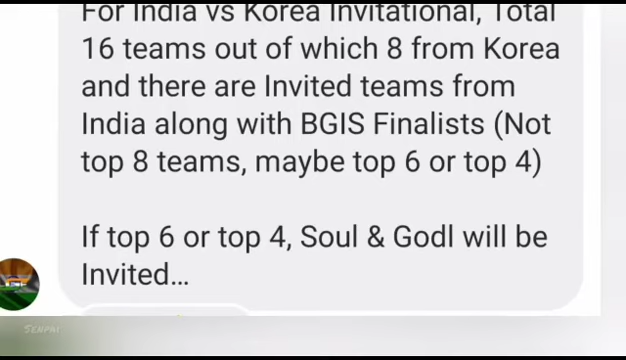 For India vs Korea Invitational, Total
16 teams out of which 8 from Korea
and there are Invited teams from
India along with BGIS Finalists (Not
top 8 teams, maybe top 6 or top 4)
If top 6 or top 4, Soul & Godl will be
Invited...
SENPAI